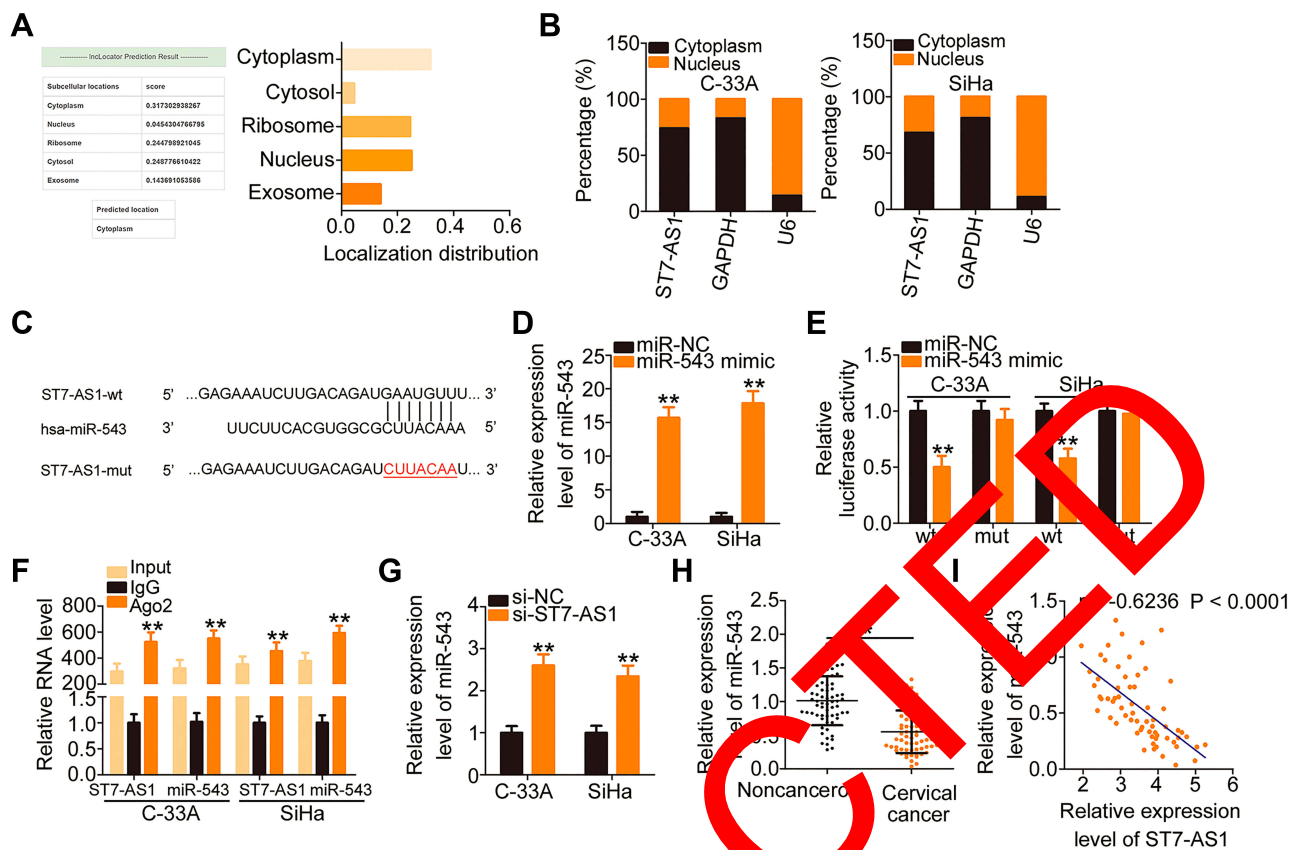 A
------------ lncLocator Prediction Result ------------
Subcellular locations score
Cytoplasm 0.317302938267
Nucleus 0.0454304766795
Ribosome 0.244798921045
Cytosol 0.248776610422
Exosome 0.143691053586
Predicted location
Cytoplasm
Cytoplasm
Cytosol
Ribosome
Nucleus
Exosome
0.0 0.2 0.4 0.6
Localization distribution
B
Percentage (%)
150
100
50
0
Cytoplasm
Nucleus
C-33A
ST7-AS1 GAPDH U6
Percentage (%)
150
100
50
0
Cytoplasm
Nucleus
SiHa
ST7-AS1 GAPDH U6
C
ST7-AS1-wt 5' ...GAGAAAUCUUGACAGAUGAAUGUUU... 3'
hsa-miR-543 3' UUCUUCACGUGGCGCUUACAAA 5'
ST7-AS1-mut 5' ...GAGAAAUCUUGACAGAUCUUACAAU... 3'
D
Relative expression
level of miR-543
25
20
15
10
5
0
miR-NC
miR-543 mimic
** **
C-33A SiHa
E
Relative
luciferase activity
1.5
1.0
0.5
0.0
miR-NC
miR-543 mimic
C-33A SiHa
** **
wt mut wt
F
Relative RNA level
800
600
400
200
1.5
1.0
0.5
0.0
Input
IgG
Ago2
** ** ** **
ST7-AS1 miR-543 ST7-AS1 miR-543
C-33A SiHa
G
Relative expression
level of miR-543
4
3
2
1
0
si-NC
si-ST7-AS1
** **
C-33A SiHa
H
Relative expression
level of miR-543
2.5
2.0
1.5
1.0
0.5
0.0
Cervical
cancer
I
Relative expression
1.5
0.5
0.0
-0.6236 P < 0.0001
2 3 4 5 6
Relative expression
level of ST7-AS1
CTED